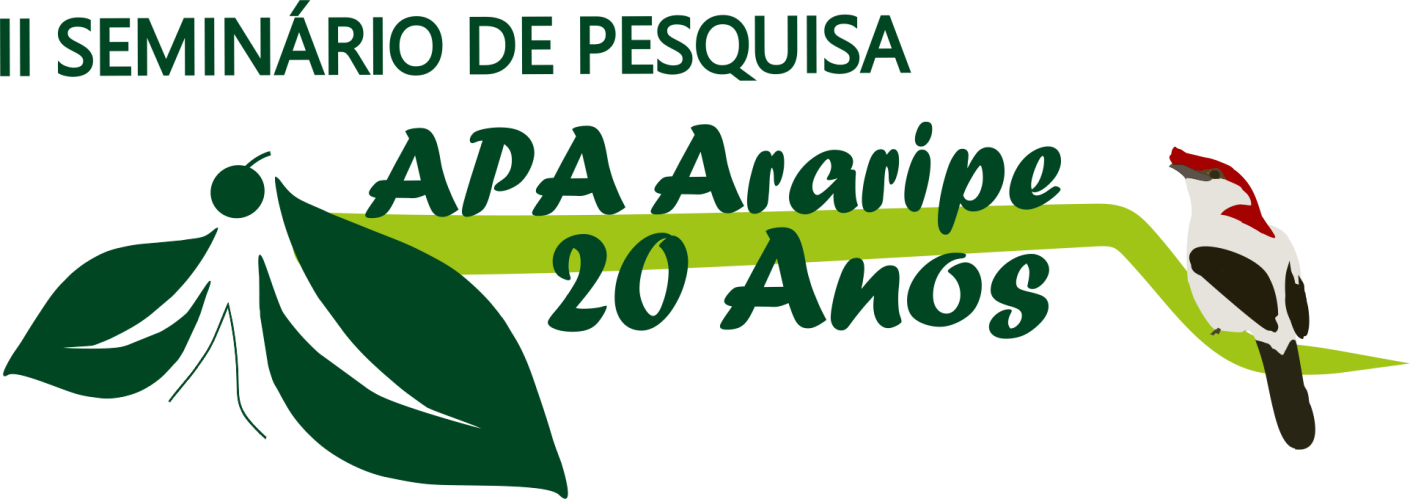 II SEMINÁRIO DE PESQUISA
APA Araripe
20 Anos